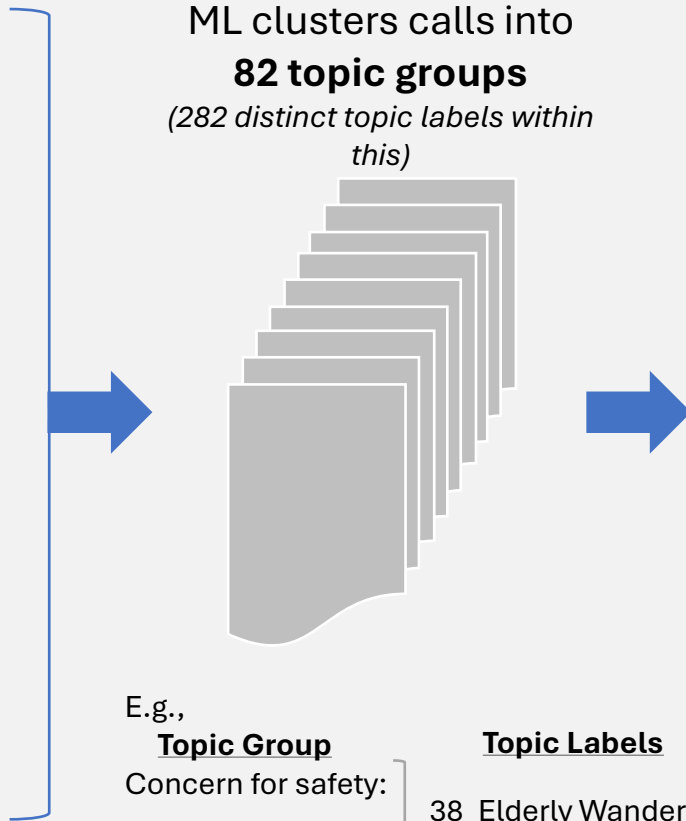 ML clusters calls into
82 topic groups
(282 distinct topic labels within
this)
E.g.,
Topic Group
Topic Labels
Concern for safety:
38 Elderly Wander